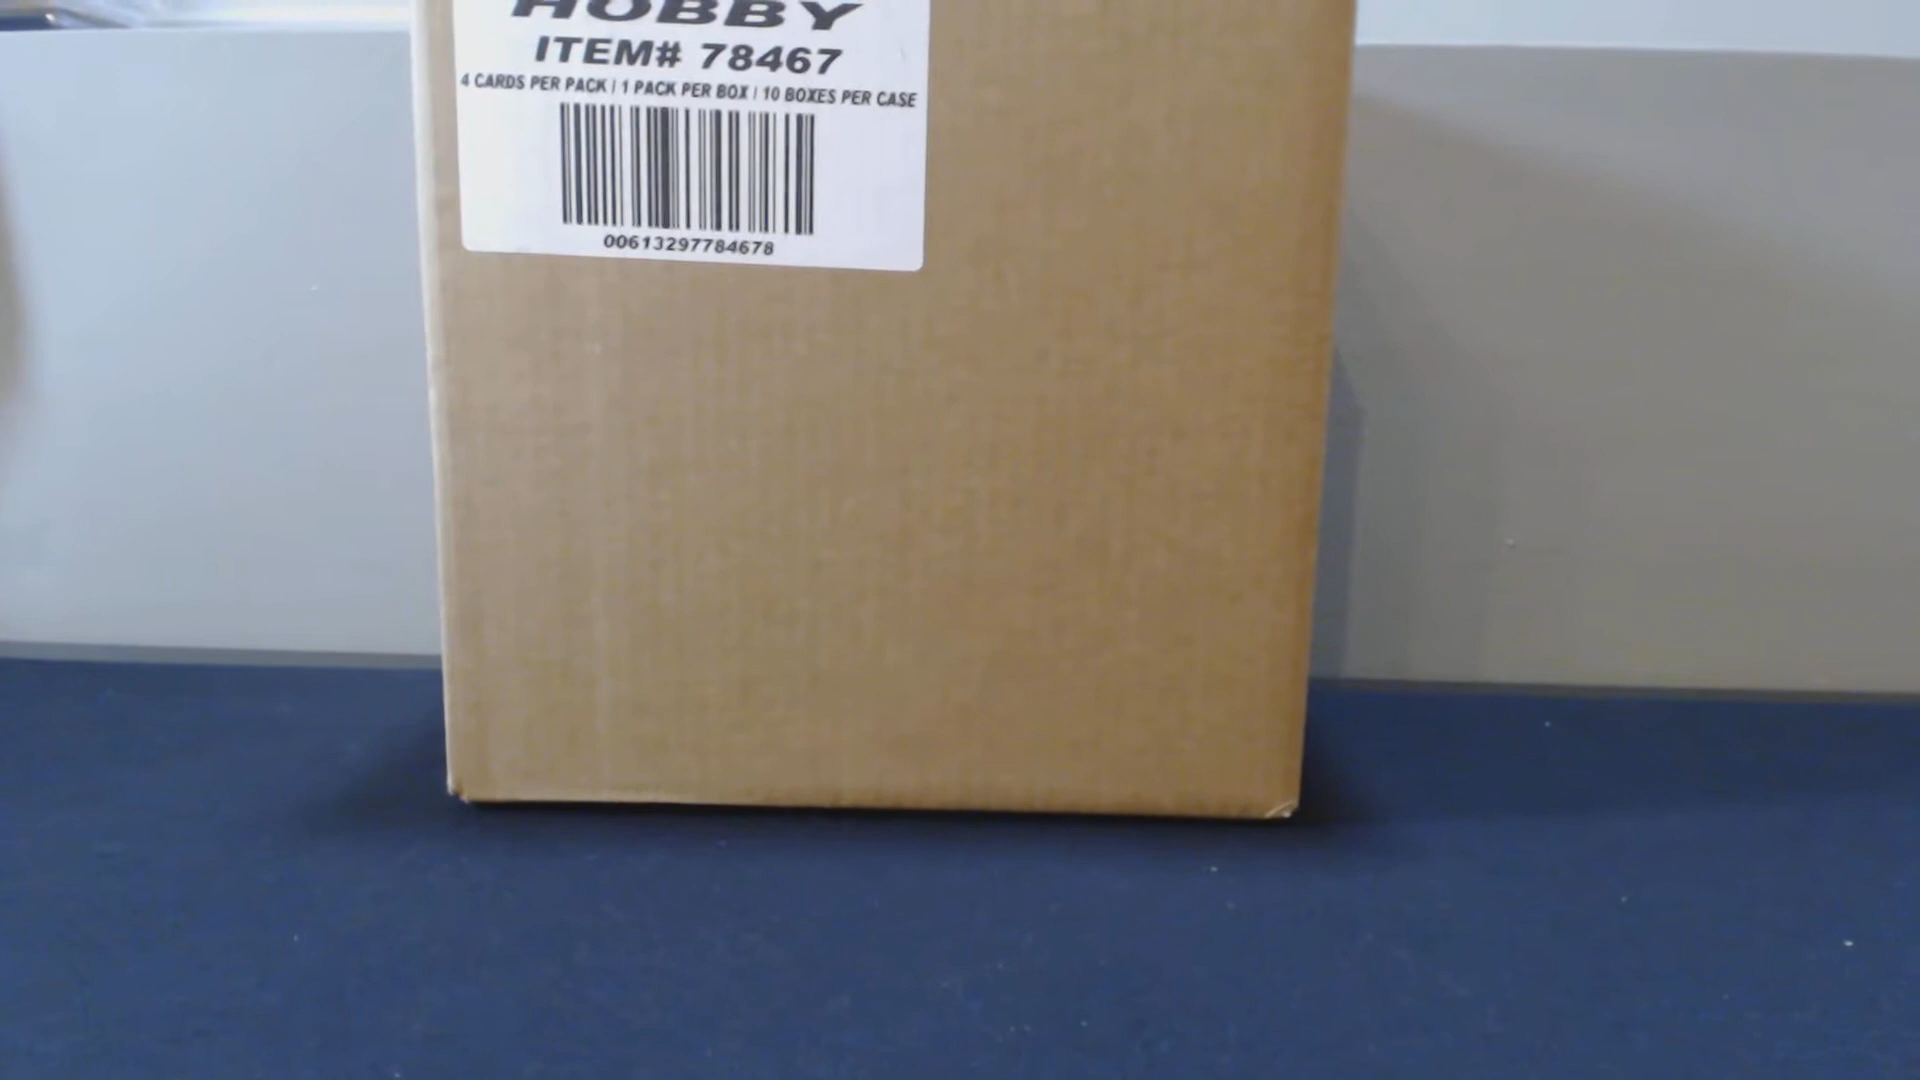 HOBBY
ITEM# 78467
4 CARDS PER PACK | 1 PACK PER BOX | 10 BOXES PER CASE
00613297784678